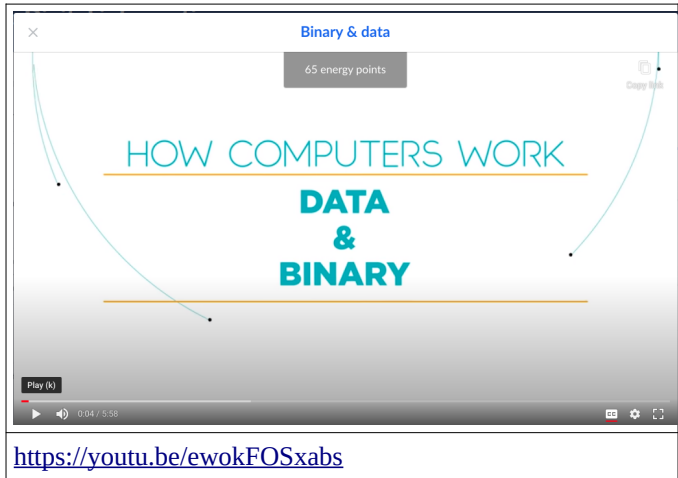 Binary & data
65 energy points
Copy link
HOW COMPUTERS WORK
DATA
&
BINARY
Play (k)
0:04 / 5:58
CC
https://youtu.be/ewokFOSxabs